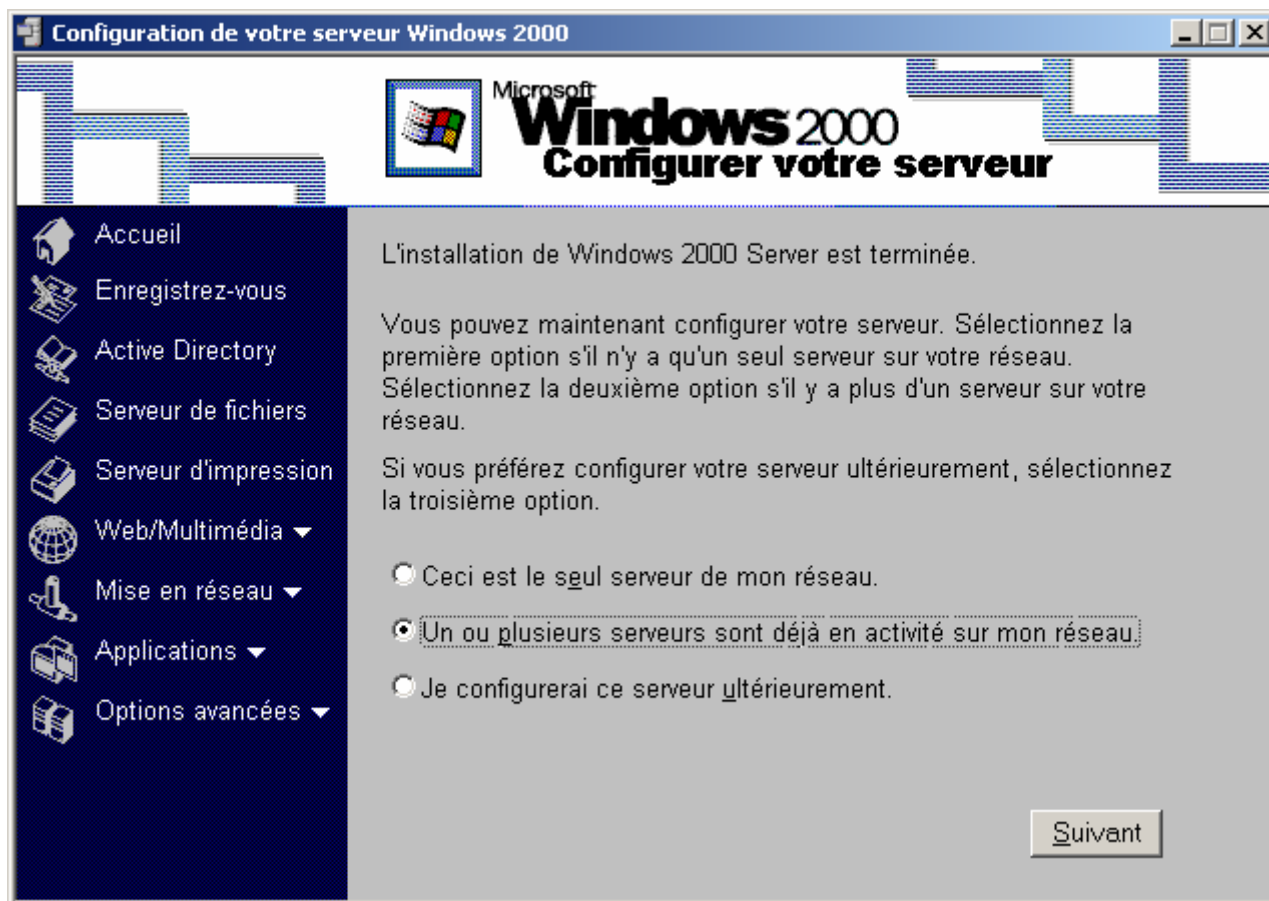 Configuration de votre serveur Windows 2000
Microsoft
Windows 2000
Configurer votre serveur
Accueil
Enregistrez-vous
Active Directory
Serveur de fichiers
Serveur d'impression
Web/Multimédia
Mise en réseau
Applications
Options avancées
L'installation de Windows 2000 Server est terminée.
Vous pouvez maintenant configurer votre serveur. Sélectionnez la
première option s'il n'y a qu'un seul serveur sur votre réseau.
Sélectionnez la deuxième option s'il y a plus d'un serveur sur votre
réseau.
Si vous préférez configurer votre serveur ultérieurement, sélectionnez
la troisième option.
Ceci est le seul serveur de mon réseau.
Un ou plusieurs serveurs sont déjà en activité sur mon réseau.
Je configurerai ce serveur ultérieurement.
Suivant